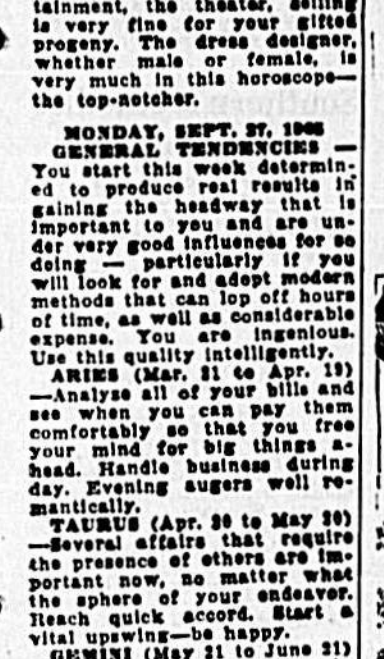 tainment, the theater, selling
is very fine for your gifted
progeny. The dress designer,
whether male or female, is
very much in this horoscope—
the top-notcher.
MONDAY, SEPT. 27, 1965
GENERAL TENDENCIES —
You start this week determin-
ed to produce real results in
gaining the headway that is
important to you and are un-
der very good influences for so
doing — particularly if you
will look for and adopt modern
methods that can lop off hours
of time, as well as considerable
expense. You are ingenious.
Use this quality intelligently.
ARIES (Mar. 21 to Apr. 19)
—Analyse all of your bills and
see when you can pay them
comfortably so that you free
your mind for big things a-
head. Handle business during
day. Evening augers well ro-
mantically.
TAURUS (Apr. 20 to May 20)
—Several affairs that require
the presence of others are im-
portant now, no matter what
the sphere of your endeavor.
Reach quick accord. Start a
vital upswing—be happy.
GEMINI (May 21 to June 21)